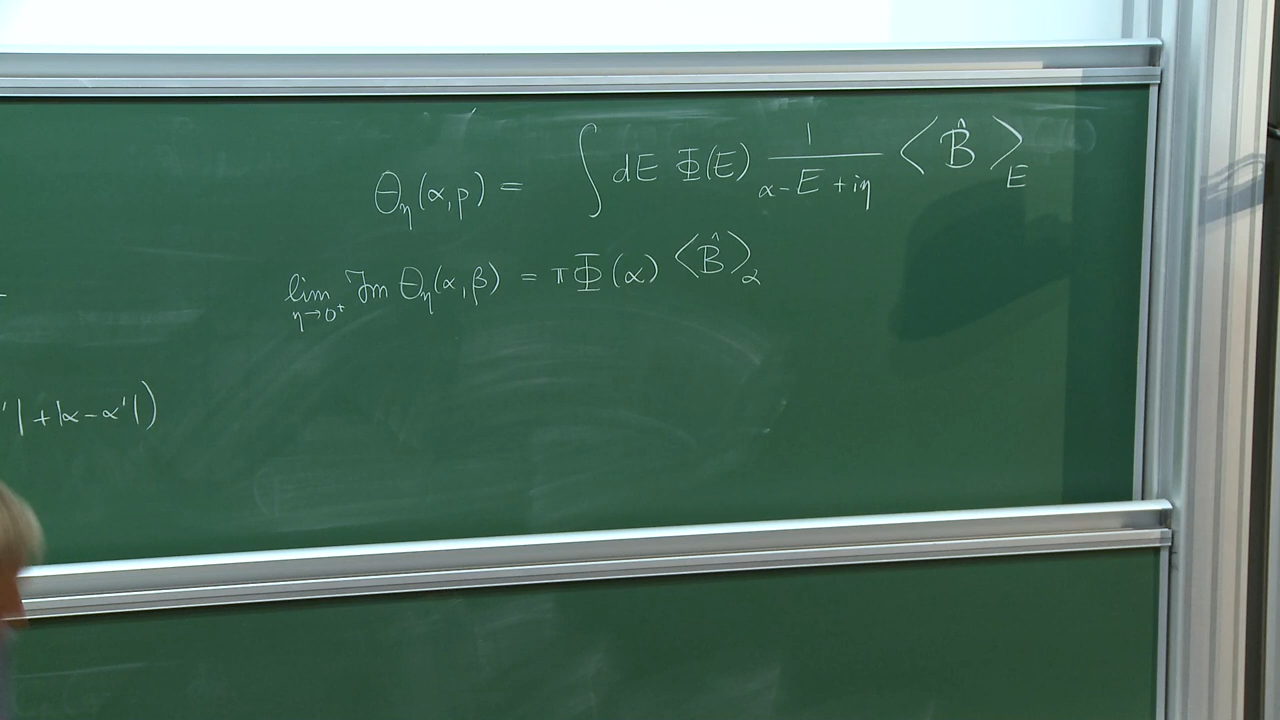 Θ_η(α,p) = ∫ dE Φ(E) 1/(α-E+iη) ⟨B̂⟩_E
lim_{η→0⁺} Im Θ_η(α,β) = π Φ(α) ⟨B̂⟩_α
'|+|α-α'|)